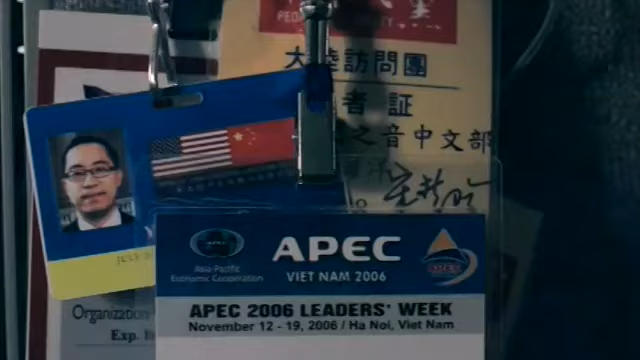 大陸訪問團
者証
之音中文部
Organization
Exp.
Asia-Pacific
Economic Cooperation
APEC
VIET NAM 2006
APEC
APEC 2006 LEADERS' WEEK
November 12 - 19, 2006 / Ha Noi, Viet Nam